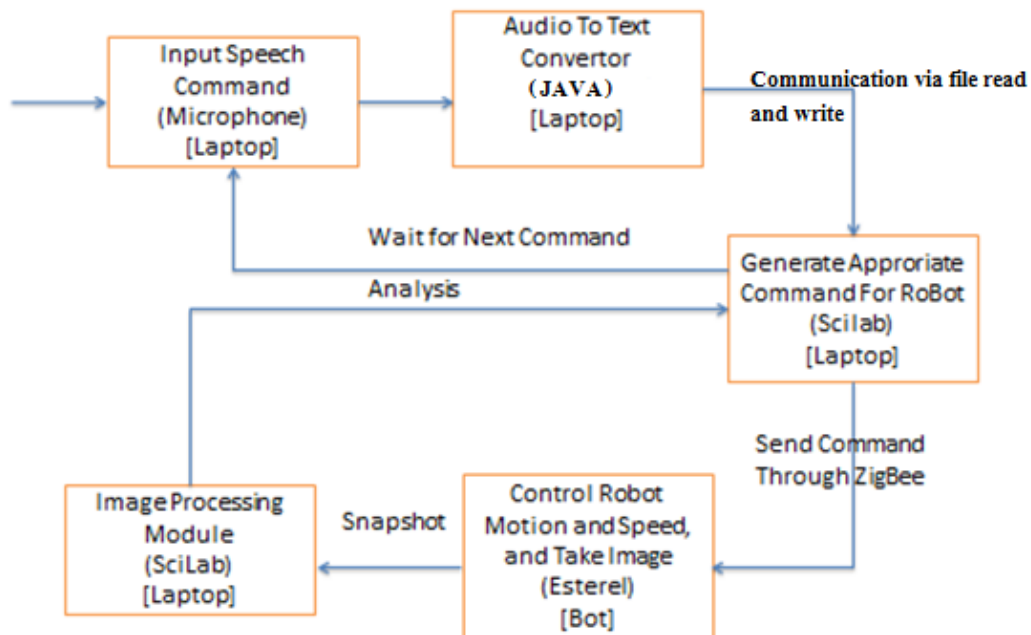 Input Speech
Command
(Microphone)
[Laptop]
Audio To Text
Convertor
(JAVA)
[Laptop]
Communication via file read
and write
Wait for Next Command
Analysis
Generate Approriate
Command For RoBot
(Scilab)
[Laptop]
Send Command
Through ZigBee
Control Robot
Motion and Speed,
and Take Image
(Esterel)
[Bot]
Snapshot
Image Processing
Module
(SciLab)
[Laptop]